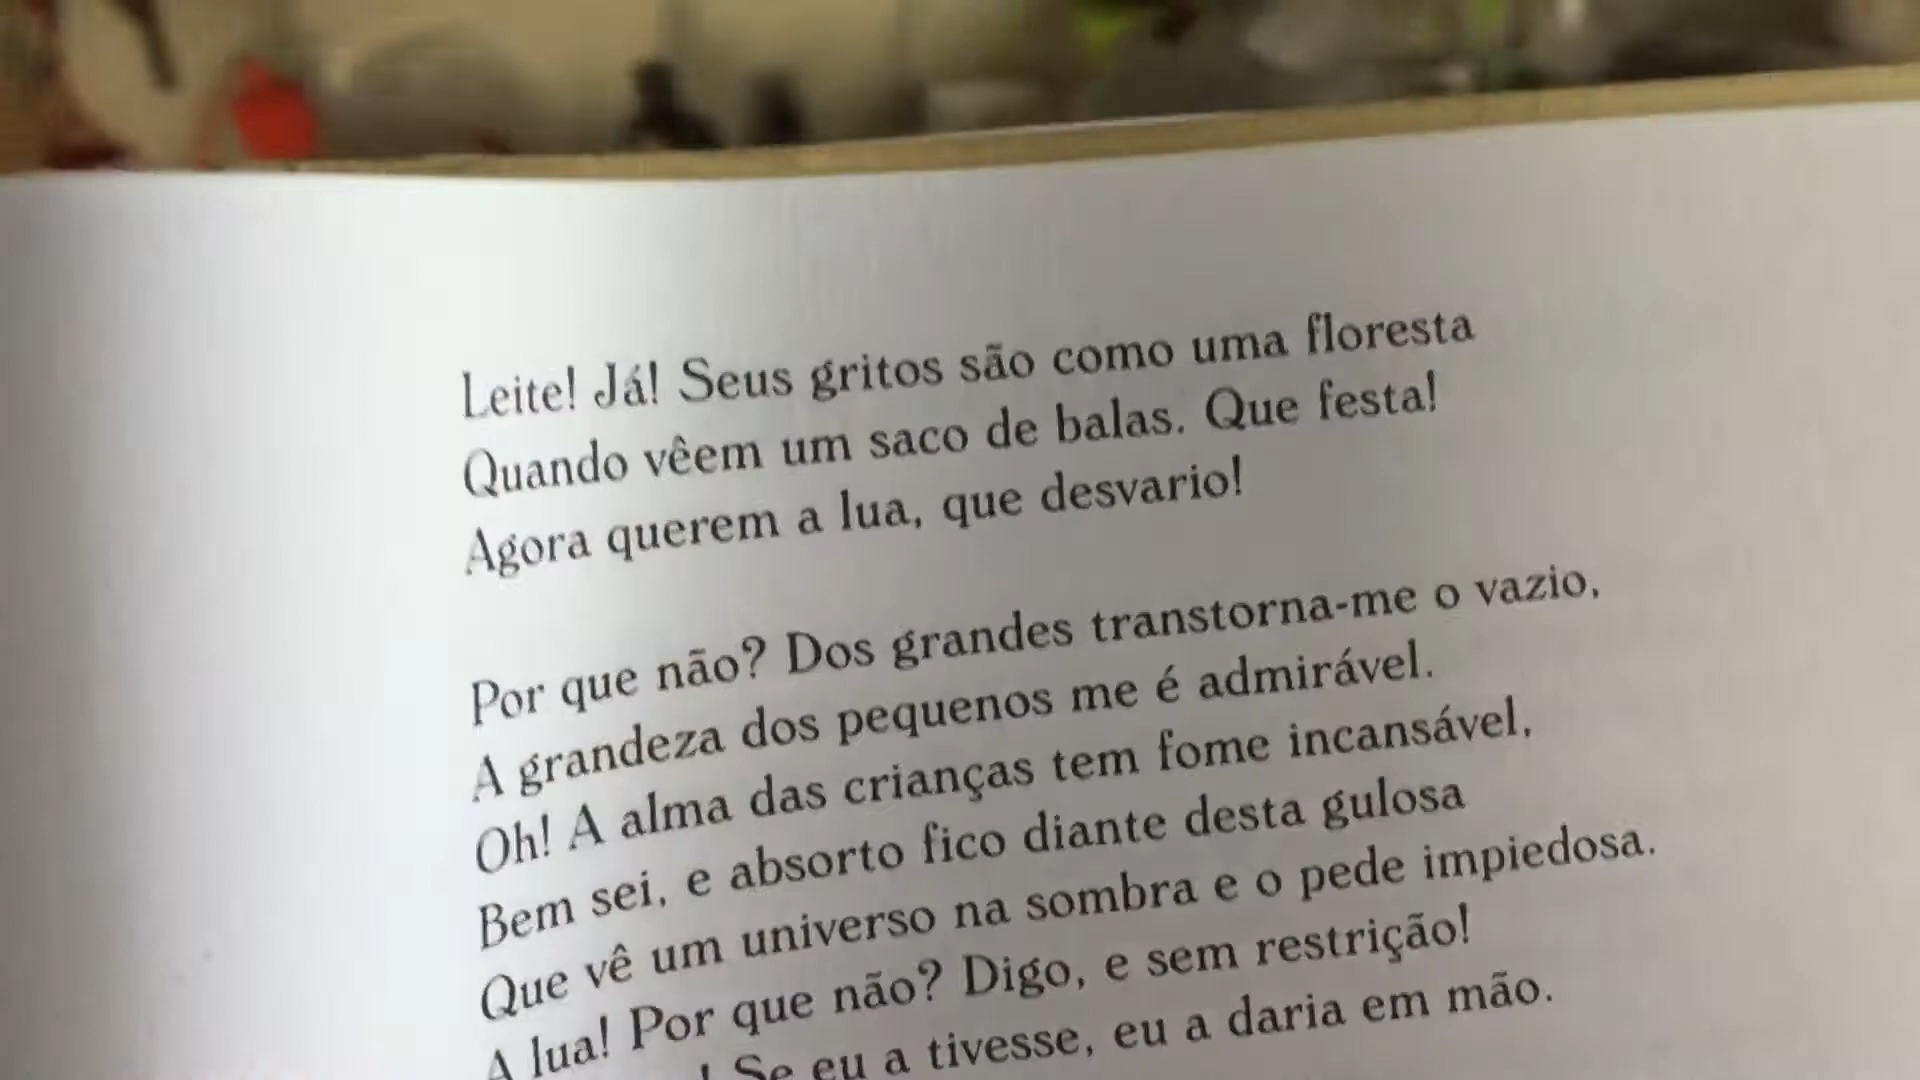 Leite! Já! Seus gritos são como uma floresta
Quando vêem um saco de balas. Que festa!
Agora querem a lua, que desvario!
Por que não? Dos grandes transtorna-me o vazio,
A grandeza dos pequenos me é admirável.
Oh! A alma das crianças tem fome incansável,
Bem sei, e absorto fico diante desta gulosa
Que vê um universo na sombra e o pede impiedosa.
A lua! Por que não? Digo, e sem restrição!
! Se eu a tivesse, eu a daria em mão.